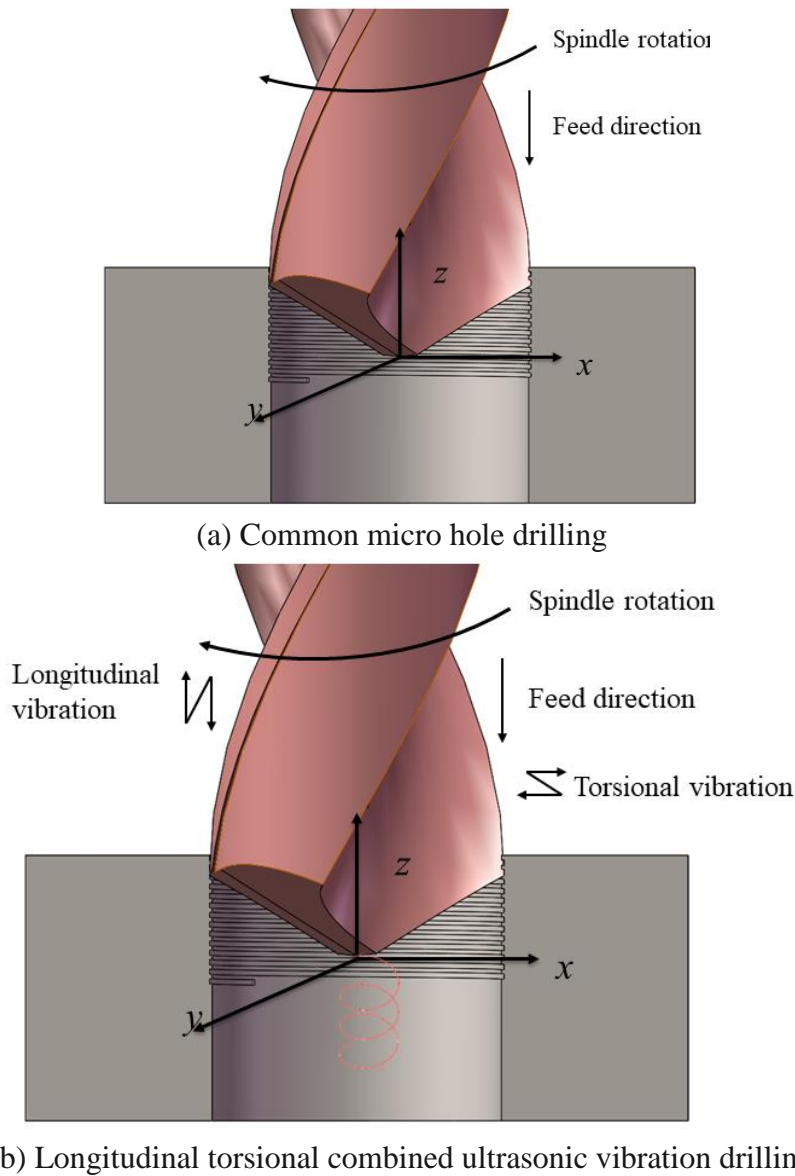 Spindle rotation
Feed direction
z
x
y
(a) Common micro hole drilling
Spindle rotation
Longitudinal
vibration
Feed direction
Torsional vibration
z
x
y
b) Longitudinal torsional combined ultrasonic vibration drillin